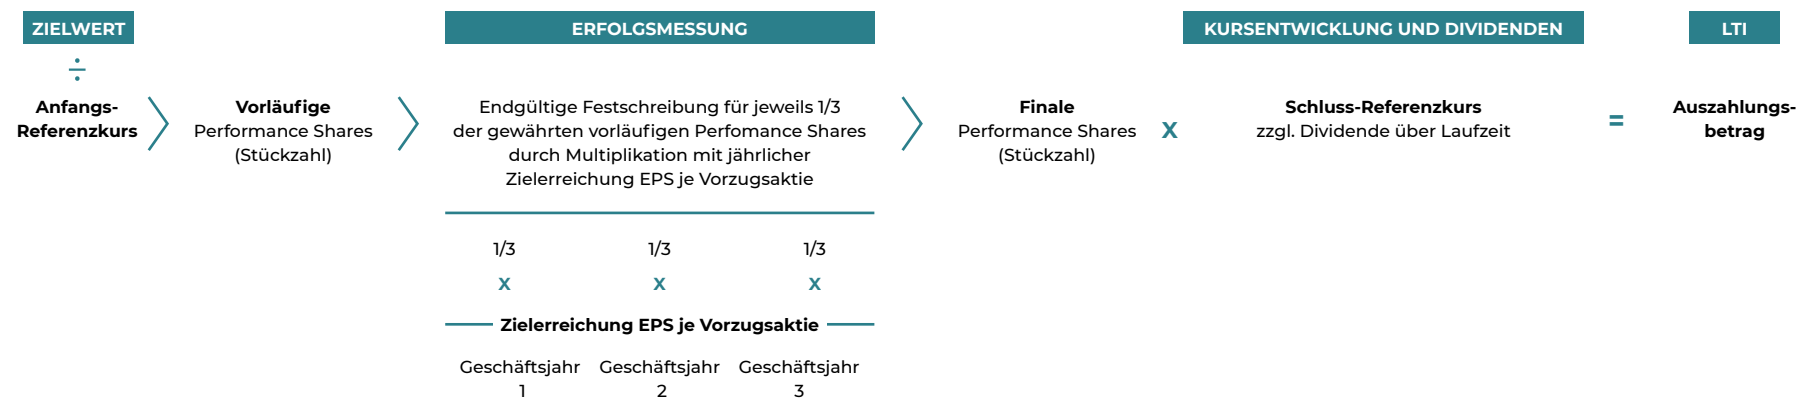 ZIELWERT
÷
Anfangs-
Referenzkurs
Vorläufige
Performance Shares
(Stückzahl)
ERFOLGSMESSUNG
Endgültige Festschreibung für jeweils 1/3
der gewährten vorläufigen Perfomance Shares
durch Multiplikation mit jährlicher
Zielerreichung EPS je Vorzugsaktie
1/3 1/3 1/3
x x x
Zielerreichung EPS je Vorzugsaktie
Geschäftsjahr Geschäftsjahr Geschäftsjahr
1 2 3
Finale
Performance Shares
(Stückzahl)
x
KURSENTWICKLUNG UND DIVIDENDEN
Schluss-Referenzkurs
zzgl. Dividende über Laufzeit
=
LTI
Auszahlungs-
betrag